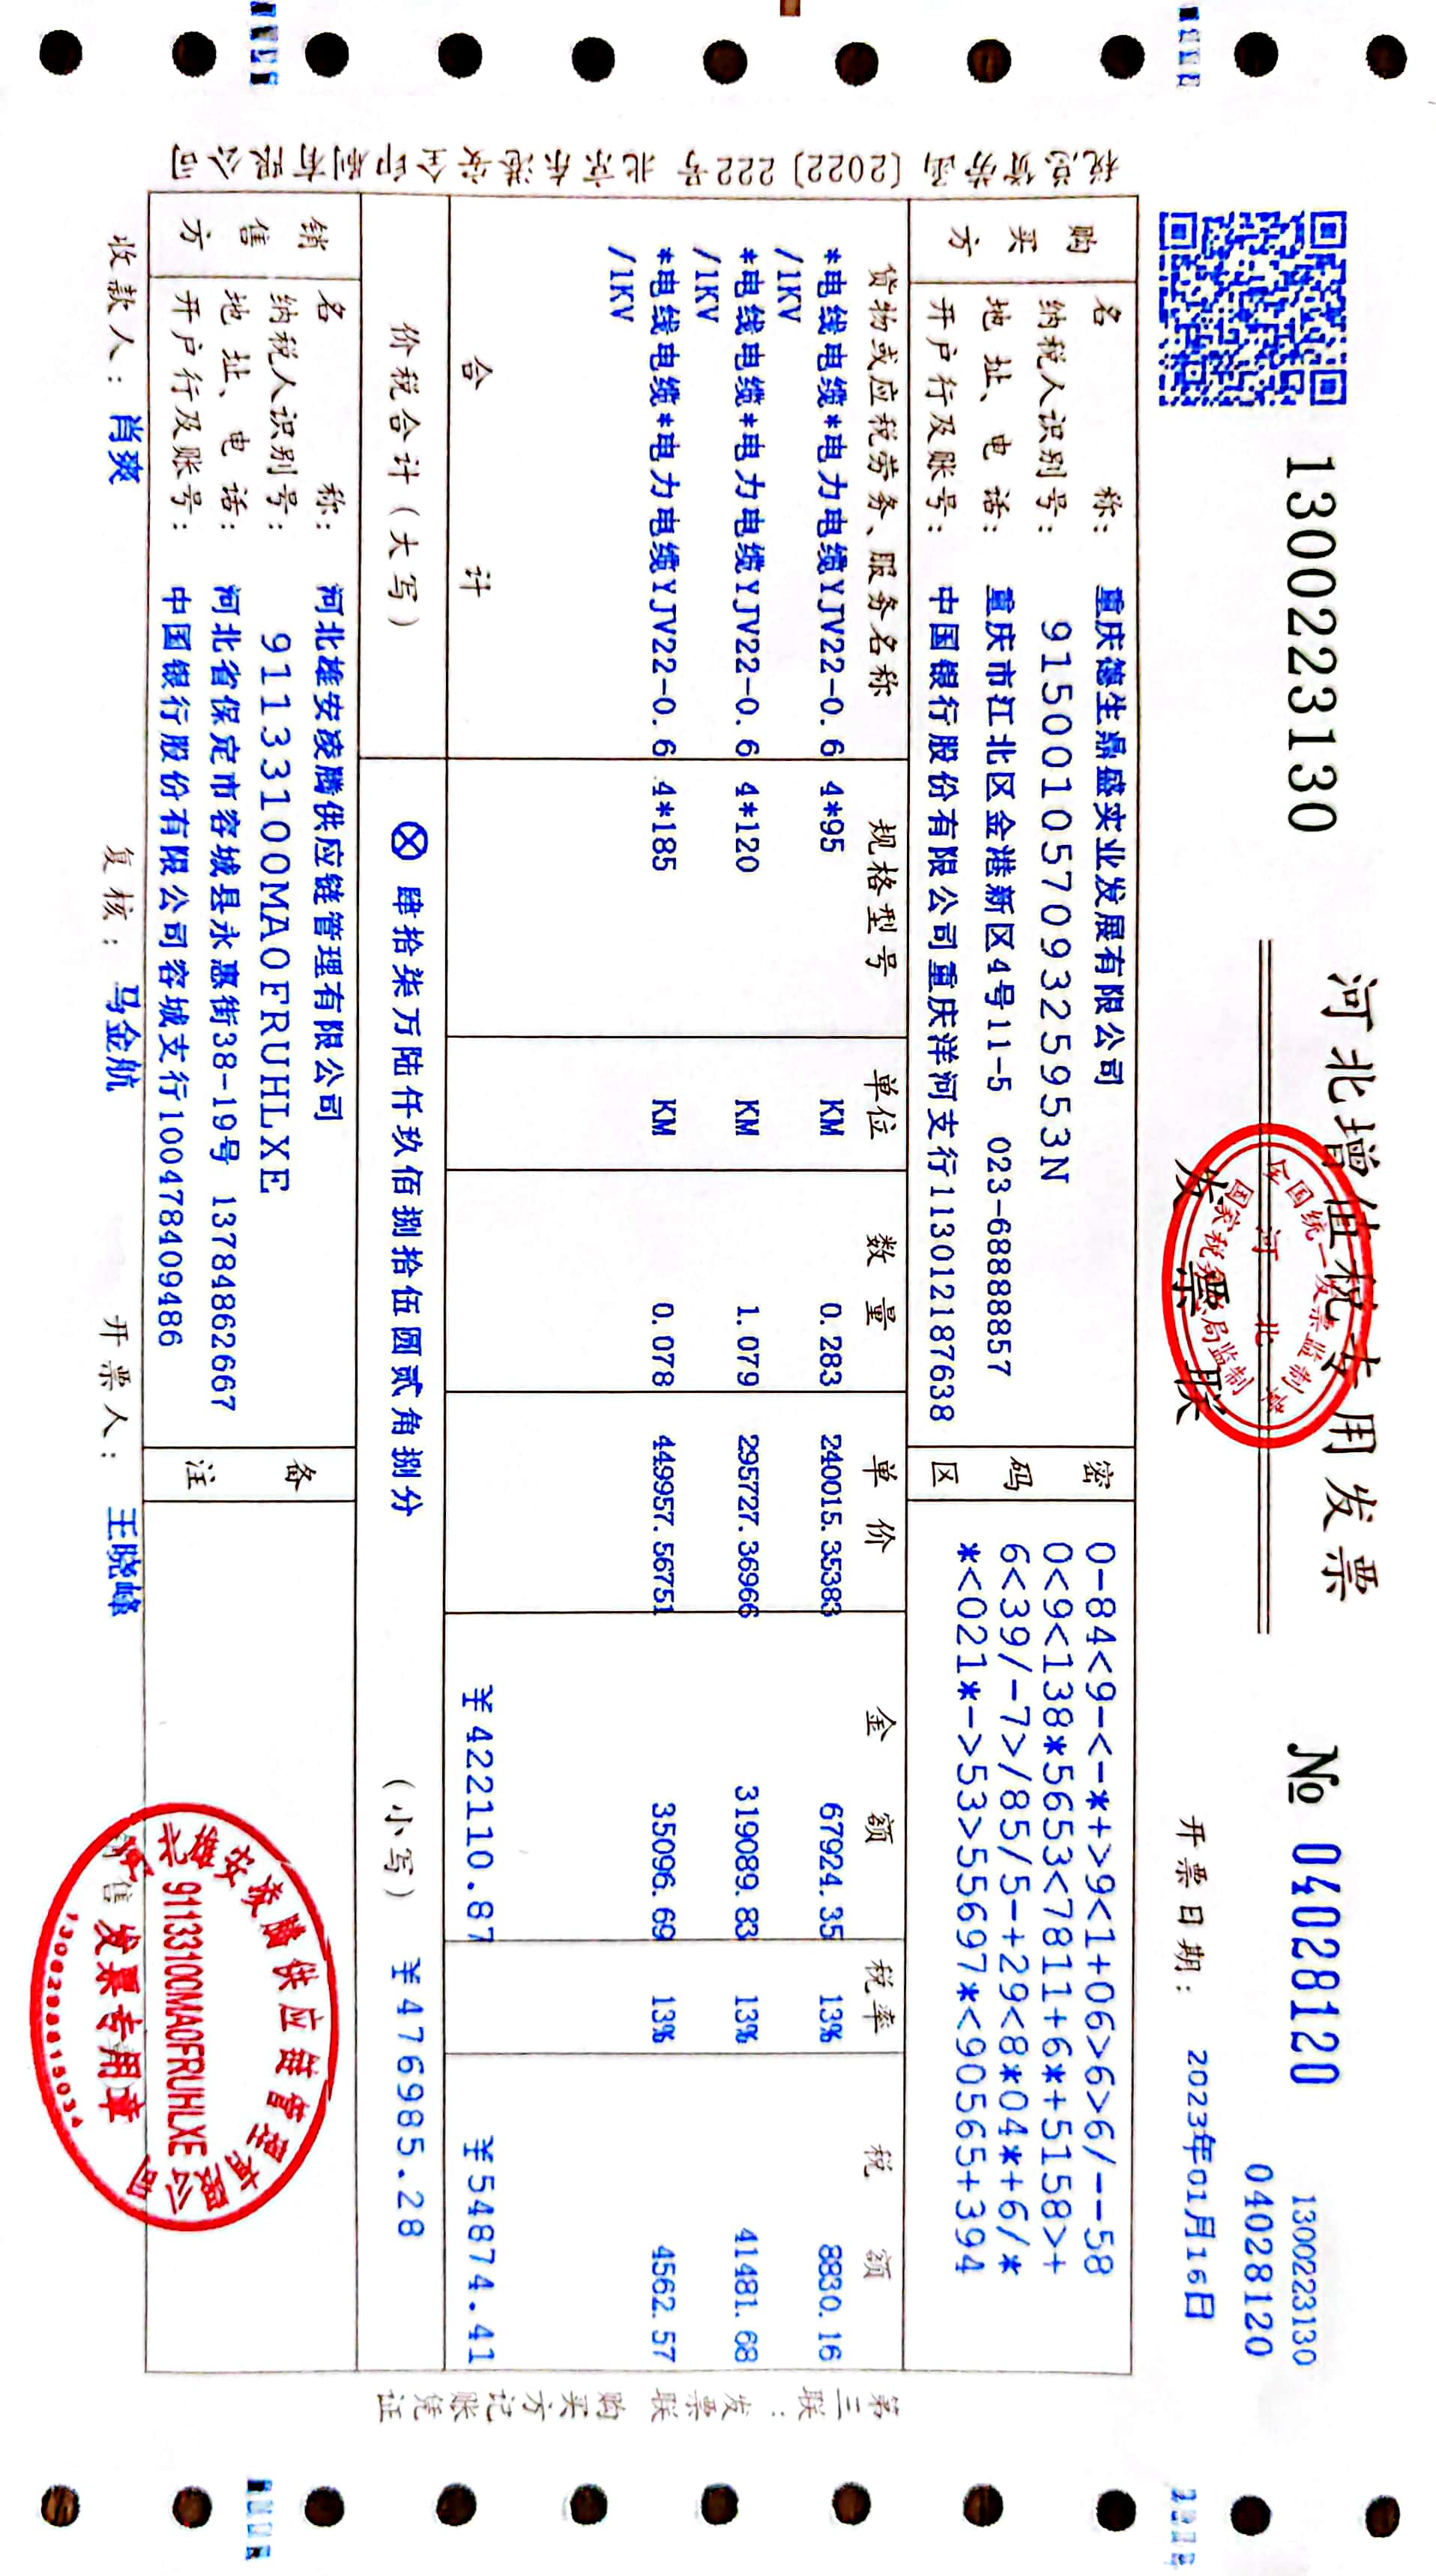 1300223130
河北增值税专用发票
发票联
全国统一发票监制章
河北
国家税务总局监制
№ 04028120
1300223130
04028120
开票日期： 2023年01月16日
税总货劳函〔2022〕222号 北京东港安全印刷有限公司
购买方
名 称： 重庆德生鼎盛实业发展有限公司
纳税人识别号： 91500105709325953N
地 址、电 话： 重庆市江北区金港新区4号11-5 023-68888857
开户行及账号： 中国银行股份有限公司重庆洋河支行113012187638
密码区
0-84<9-<-*+>9<1+06>6>6/--58
0<9<138*5653<7811+6*+5158>+
6<39/-7>/85/5-+29<8*04*+6/*
*<021*->53>55697*<90565+394
货物或应税劳务、服务名称 规格型号 单位 数量 单价 金额 税率 税额
*电线电缆*电力电缆YJV22-0.6 4*95 KM 0.283 240015.35383 67924.35 13% 8830.16
/1KV
*电线电缆*电力电缆YJV22-0.6 4*120 KM 1.079 295727.36966 319089.83 13% 41481.68
/1KV
*电线电缆*电力电缆YJV22-0.6 4*185 KM 0.078 449957.56751 35096.69 13% 4562.57
/1KV
合 计 ￥422110.87 ￥54874.41
价税合计（大写） ⊗ 肆拾柒万陆仟玖佰捌拾伍圆贰角捌分 （小写） ￥476985.28
销售方
名 称： 河北雄安凌腾供应链管理有限公司
纳税人识别号： 91133100MA0FRUHLXE
地 址、电 话： 河北省保定市容城县永惠街38-19号 13784862667
开户行及账号： 中国银行股份有限公司容城支行100478409486
备注
收款人： 肖爽 复核： 马金航 开票人： 王晓峰
河北雄安凌腾供应链管理有限公司
91133100MA0FRUHLXE
发票专用章
第三联：发票联 购买方记账凭证